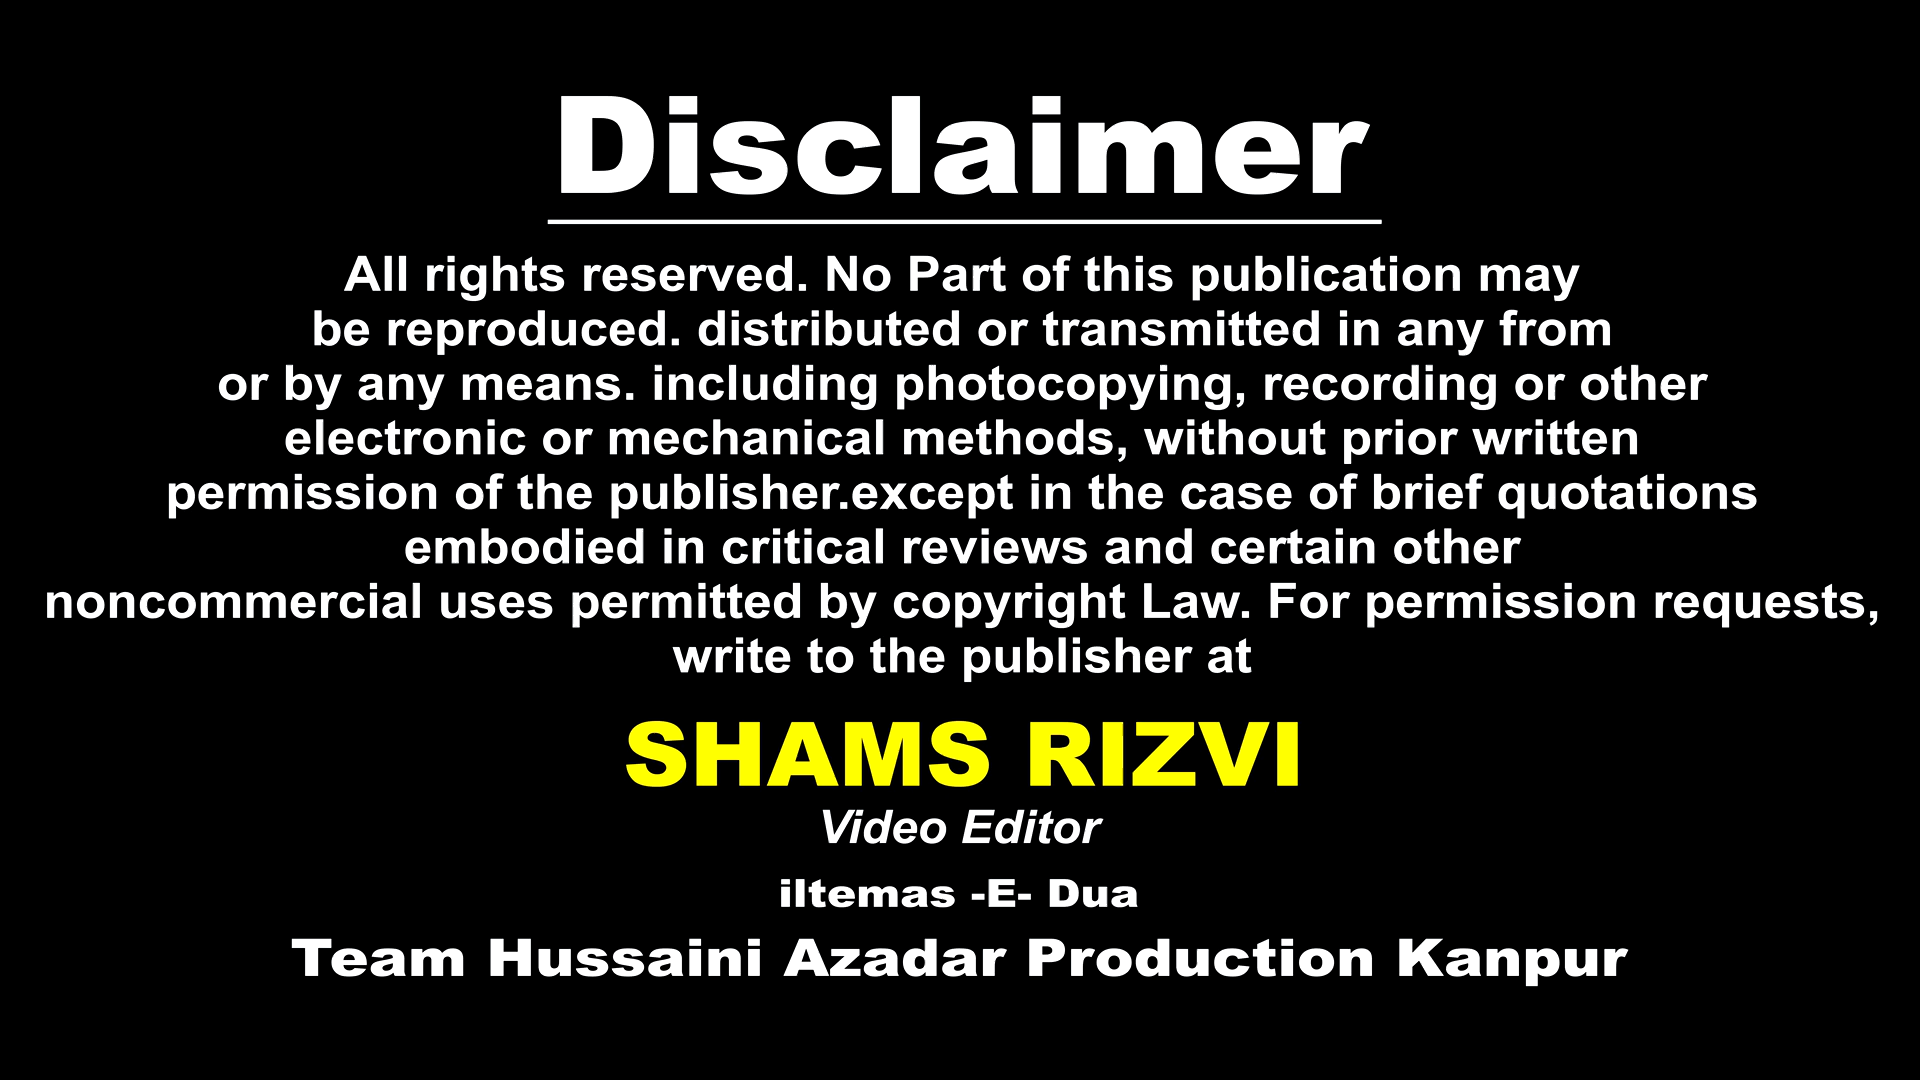 Disclaimer
All rights reserved. No Part of this publication may
be reproduced. distributed or transmitted in any from
or by any means. including photocopying, recording or other
electronic or mechanical methods, without prior written
permission of the publisher.except in the case of brief quotations
embodied in critical reviews and certain other
noncommercial uses permitted by copyright Law. For permission requests,
write to the publisher at
SHAMS RIZVI
Video Editor
iltemas -E- Dua
Team Hussaini Azadar Production Kanpur